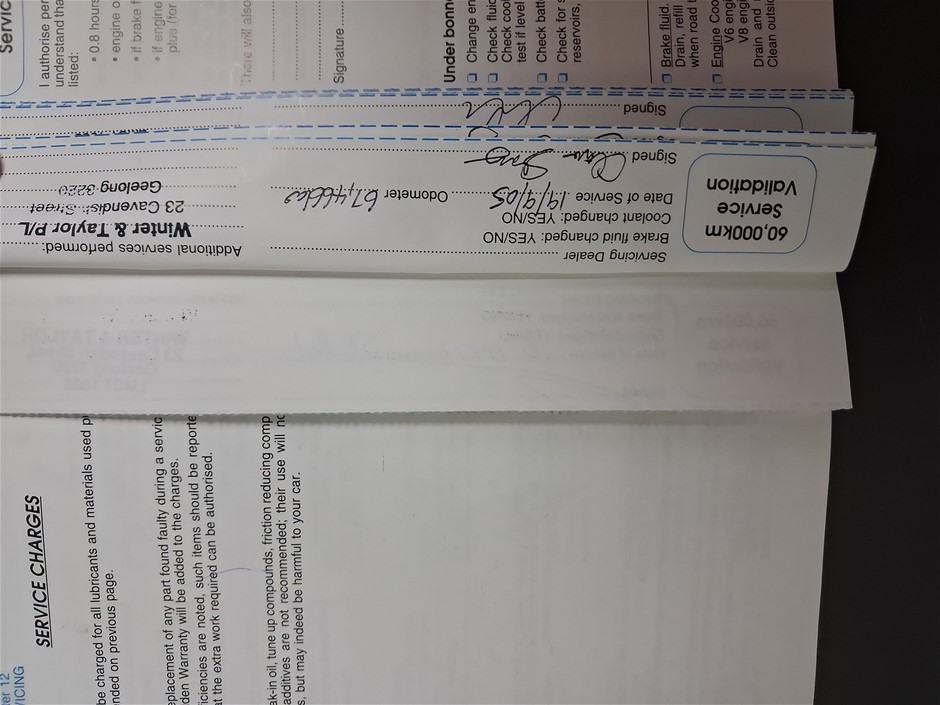 60,000km
Service
Validation
Servicing Dealer
Brake fluid changed: YES/NO
Coolant changed: YES/NO
Date of Service 19/9/05 Odometer
Signed
Additional services performed:
Winter & Taylor P/L
23 Cavendish Street
Geelong 3220
Signed
Servic
I authorise per
understand tha
listed:
• 0.8 hours
• engine o
• If brake f
• If engine
plus (for
There will also
Signature
Under bonne
Change en
Check fluid
Check cool
test if level
Check batt
Check for s
reservoirs,
Brake fluid.
Drain, refill
when road t
Engine Coo
V6 engi
V8 engi
Drain and
Clean outsid
er 12
VICING
SERVICE CHARGES
be charged for all lubricants and materials used p
ended on previous page.
eplacement of any part found faulty during a servic
den Warranty will be added to the charges.
ficiencies are noted, such items should be reporte
at the extra work required can be authorised.
ak-in oil, tune up compounds, friction reducing comp
additives are not recommended; their use will no
s, but may indeed be harmful to your car.